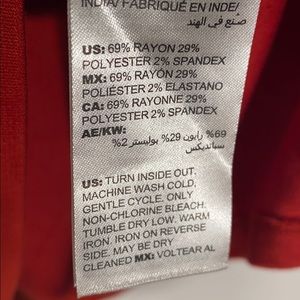 INDIA/ FABRIQUÉ EN INDE/
صنع في الهند
US: 69% RAYON 29%
POLYESTER 2% SPANDEX
MX: 69% RAYÓN 29%
POLIÉSTER 2% ELASTANO
CA: 69% RAYONNE 29%
POLYESTER 2% SPANDEX
AE/KW:
%69 رايون %29 بوليستر %2
سباندیکس
US: TURN INSIDE OUT.
MACHINE WASH COLD,
GENTLE CYCLE. ONLY
NON-CHLORINE BLEACH.
TUMBLE DRY LOW. WARM
IRON. IRON ON REVERSE
SIDE. MAY BE DRY
CLEANED MX: VOLTEAR AL